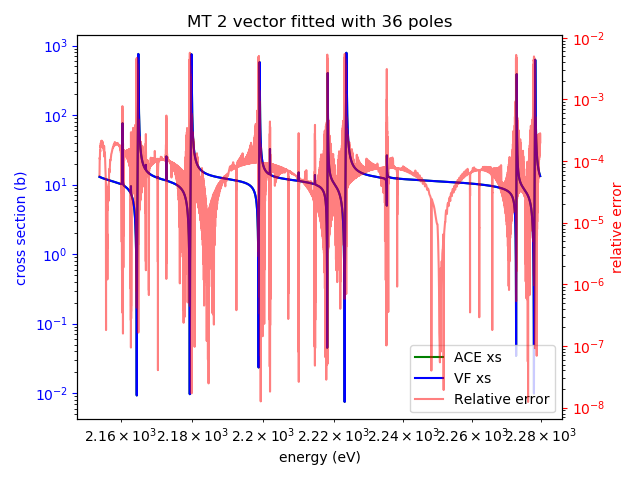 MT 2 vector fitted with 36 poles
10³
10²
10¹
10⁰
10⁻¹
10⁻²
cross section (b)
10⁻²
10⁻³
10⁻⁴
10⁻⁵
10⁻⁶
10⁻⁷
10⁻⁸
relative error
ACE xs
VF xs
Relative error
2.16 × 10³ 2.18 × 10³ 2.2 × 10³ 2.22 × 10³ 2.24 × 10³ 2.26 × 10³ 2.28 × 10³
energy (eV)